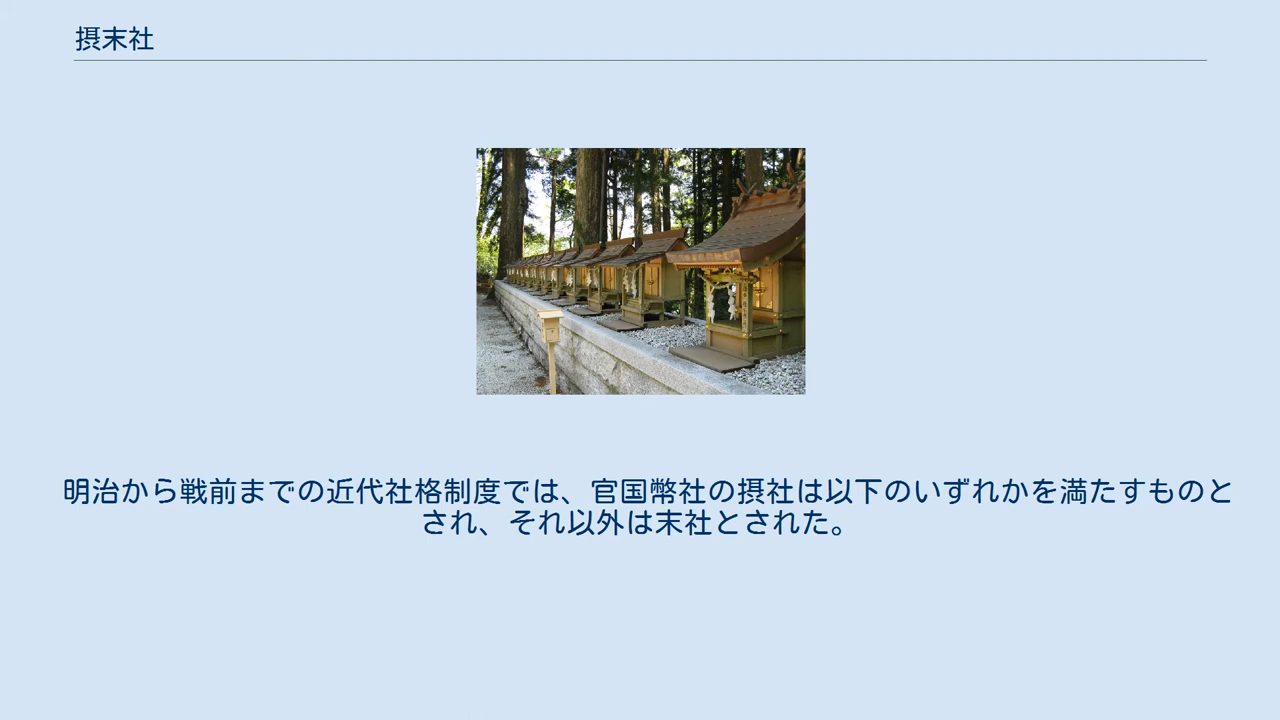 摂末社
明治から戦前までの近代社格制度では、官国幣社の摂社は以下のいずれかを満たすものと
され、それ以外は末社とされた。